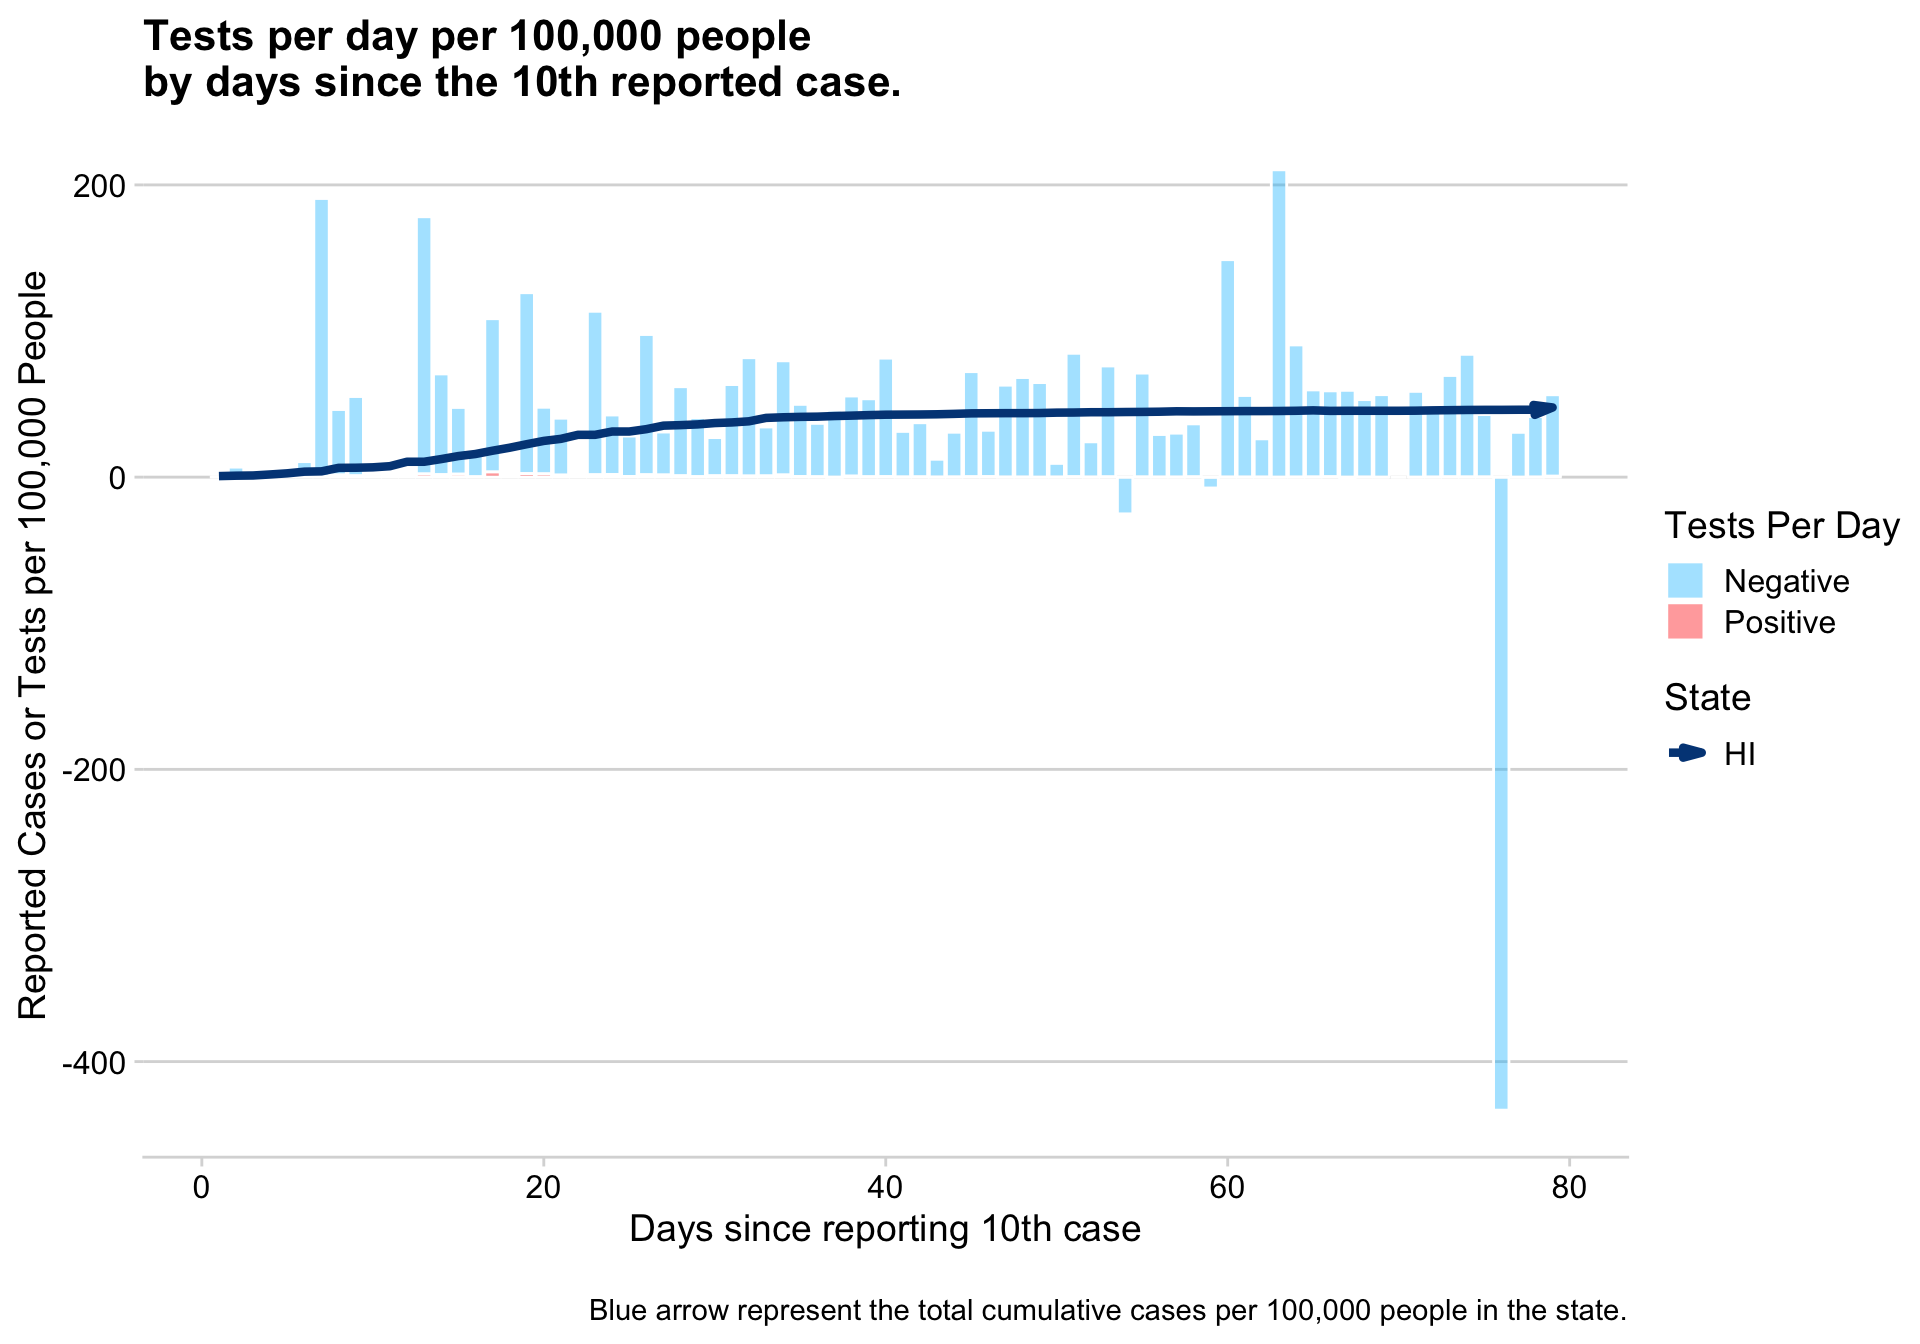 Tests per day per 100,000 people
by days since the 10th reported case.
Reported Cases or Tests per 100,000 People
200
0
-200
-400
0
20
40
60
80
Days since reporting 10th case
Tests Per Day
Negative
Positive
State
HI
Blue arrow represent the total cumulative cases per 100,000 people in the state.